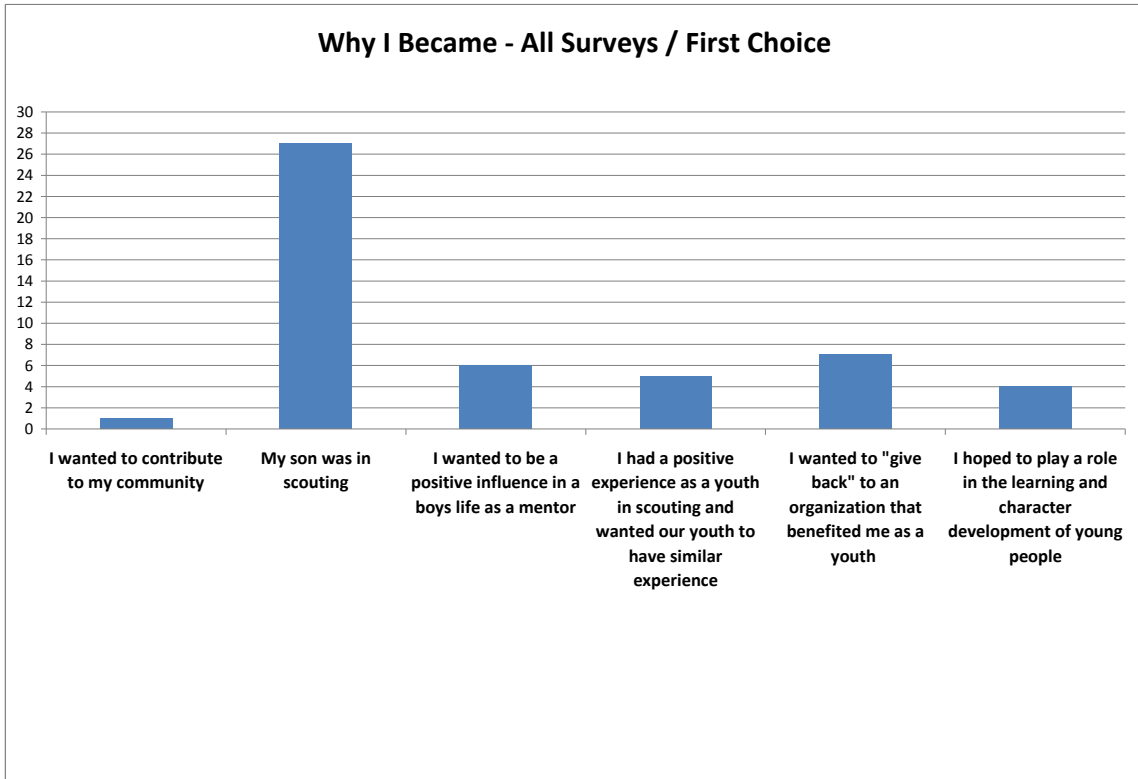 Why I Became - All Surveys / First Choice
30
28
26
24
22
20
18
16
14
12
10
8
6
4
2
0
I wanted to contribute
to my community
My son was in
scouting
I wanted to be a
positive influence in a
boys life as a mentor
I had a positive
experience as a youth
in scouting and
wanted our youth to
have similar
experience
I wanted to "give
back" to an
organization that
benefited me as a
youth
I hoped to play a role
in the learning and
character
development of young
people